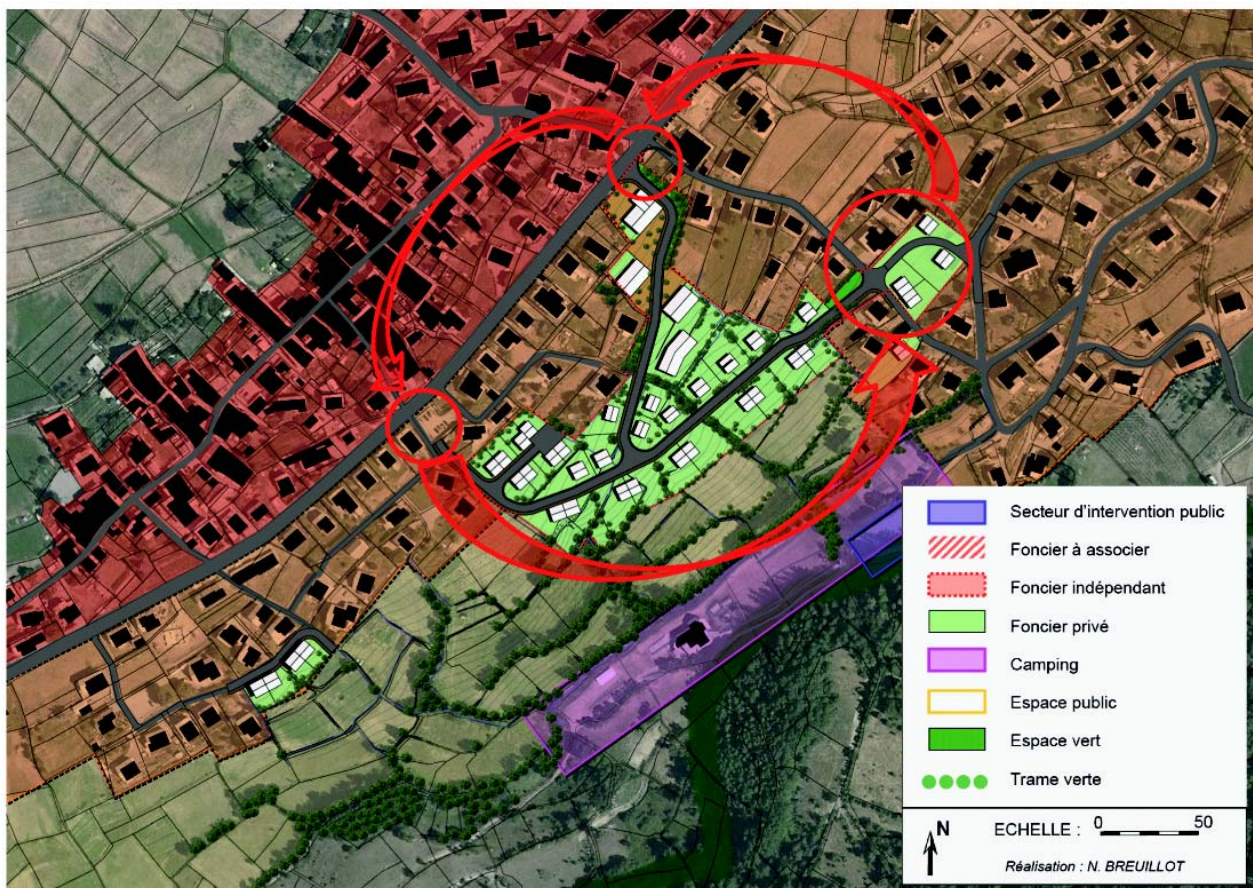 Secteur d'intervention public
Foncier à associer
Foncier indépendant
Foncier privé
Camping
Espace public
Espace vert
Trame verte
N
ECHELLE : 0 50
Réalisation : N. BREUILLOT